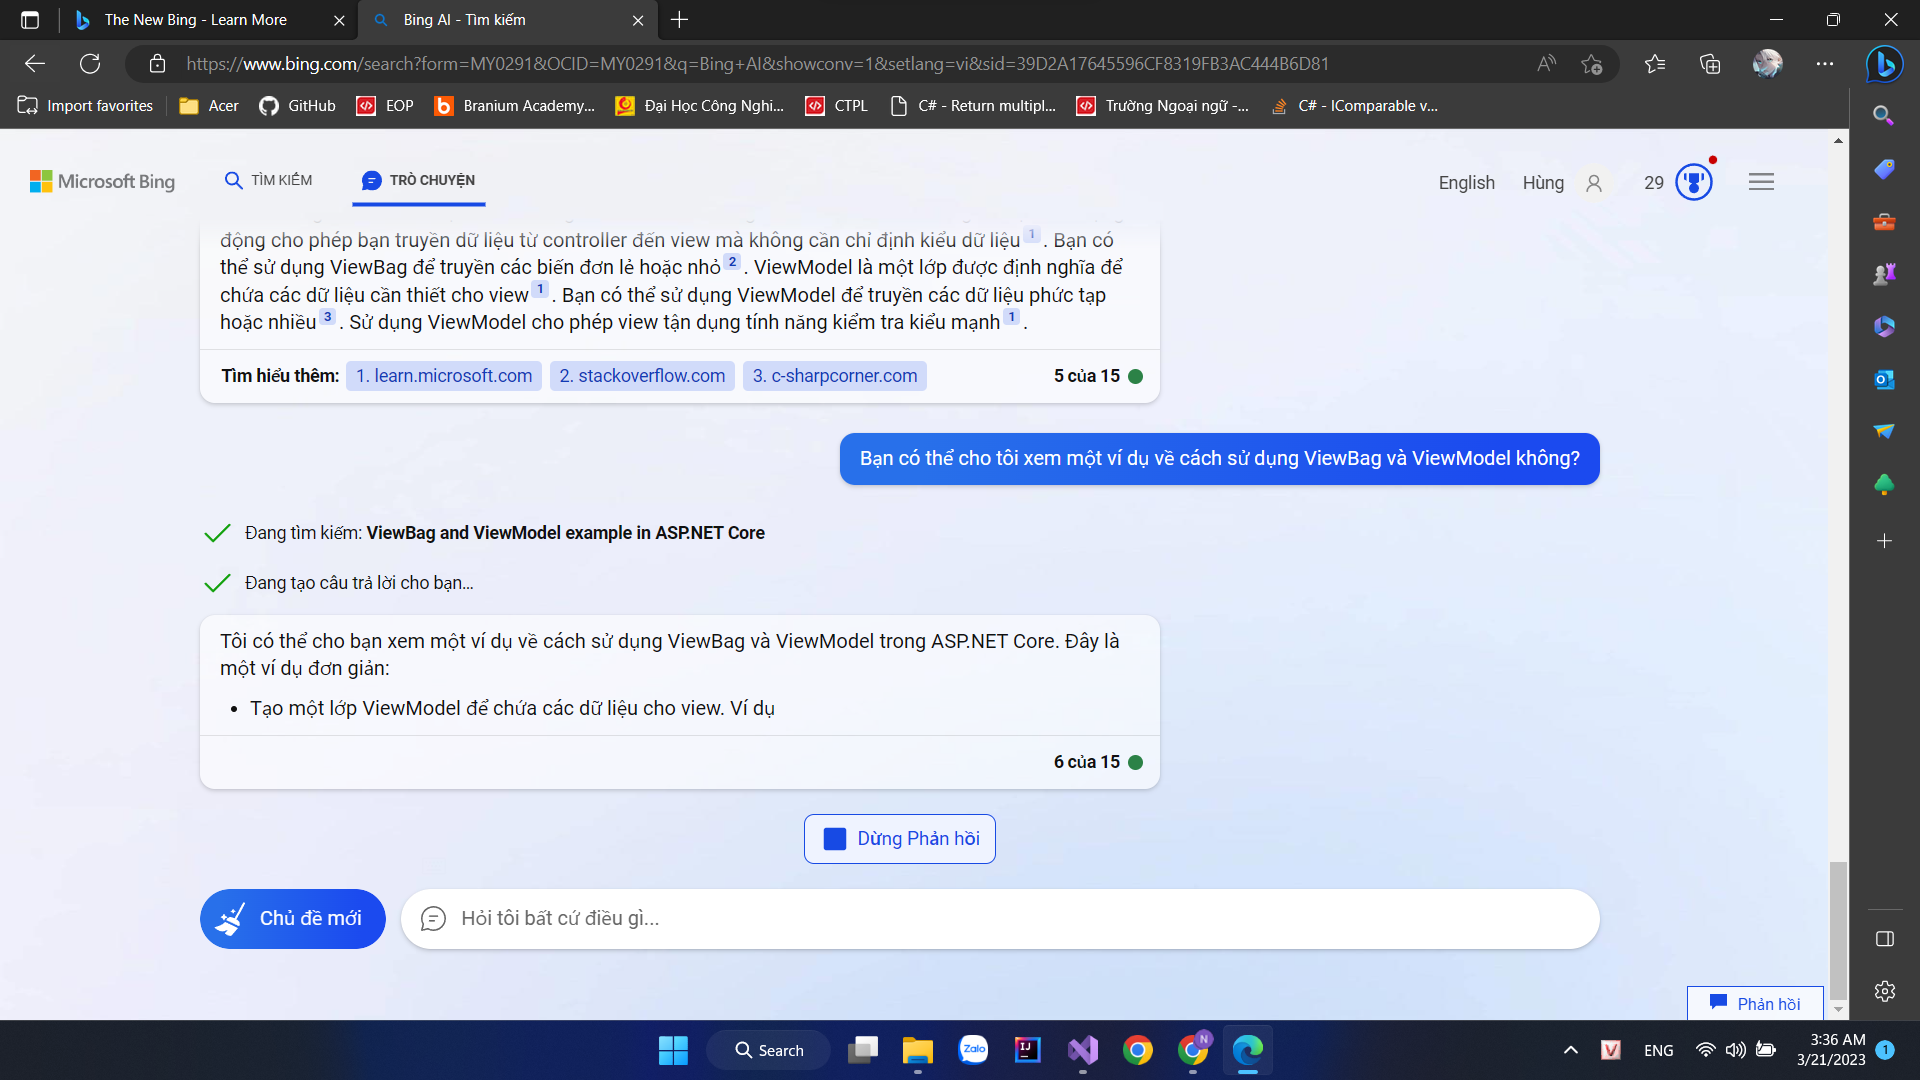 The New Bing - Learn More
Bing AI - Tìm kiếm
https://www.bing.com/search?form=MY0291&OCID=MY0291&q=Bing+AI&showconv=1&setlang=vi&sid=39D2A17645596CF8319FB3AC444B6D81
Import favorites
Acer
GitHub
EOP
Branium Academy...
Đại Học Công Nghi...
CTPL
C# - Return multipl...
Trường Ngoại ngữ -...
C# - IComparable v...
Microsoft Bing
TÌM KIẾM
TRÒ CHUYỆN
English
Hùng
29
động cho phép bạn truyền dữ liệu từ controller đến view mà không cần chỉ định kiểu dữ liệu 1 . Bạn có
thể sử dụng ViewBag để truyền các biến đơn lẻ hoặc nhỏ 2 . ViewModel là một lớp được định nghĩa để
chứa các dữ liệu cần thiết cho view 1 . Bạn có thể sử dụng ViewModel để truyền các dữ liệu phức tạp
hoặc nhiều 3 . Sử dụng ViewModel cho phép view tận dụng tính năng kiểm tra kiểu mạnh 1 .
Tìm hiểu thêm: 1. learn.microsoft.com 2. stackoverflow.com 3. c-sharpcorner.com 5 của 15
Bạn có thể cho tôi xem một ví dụ về cách sử dụng ViewBag và ViewModel không?
Đang tìm kiếm: ViewBag and ViewModel example in ASP.NET Core
Đang tạo câu trả lời cho bạn...
Tôi có thể cho bạn xem một ví dụ về cách sử dụng ViewBag và ViewModel trong ASP.NET Core. Đây là
một ví dụ đơn giản:
• Tạo một lớp ViewModel để chứa các dữ liệu cho view. Ví dụ
6 của 15
Dừng Phản hồi
Chủ đề mới
Hỏi tôi bất cứ điều gì...
Phản hồi
Search
Zalo
IJ
N
V
ENG
3:36 AM
3/21/2023
1